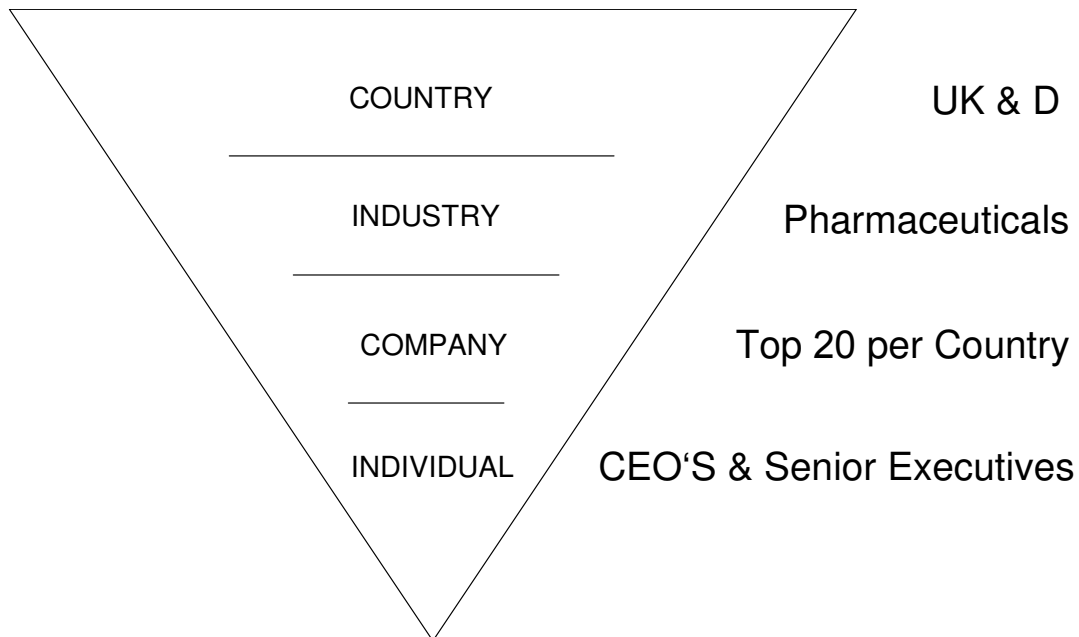 COUNTRY UK & D
INDUSTRY Pharmaceuticals
COMPANY Top 20 per Country
INDIVIDUAL CEO‘S & Senior Executives